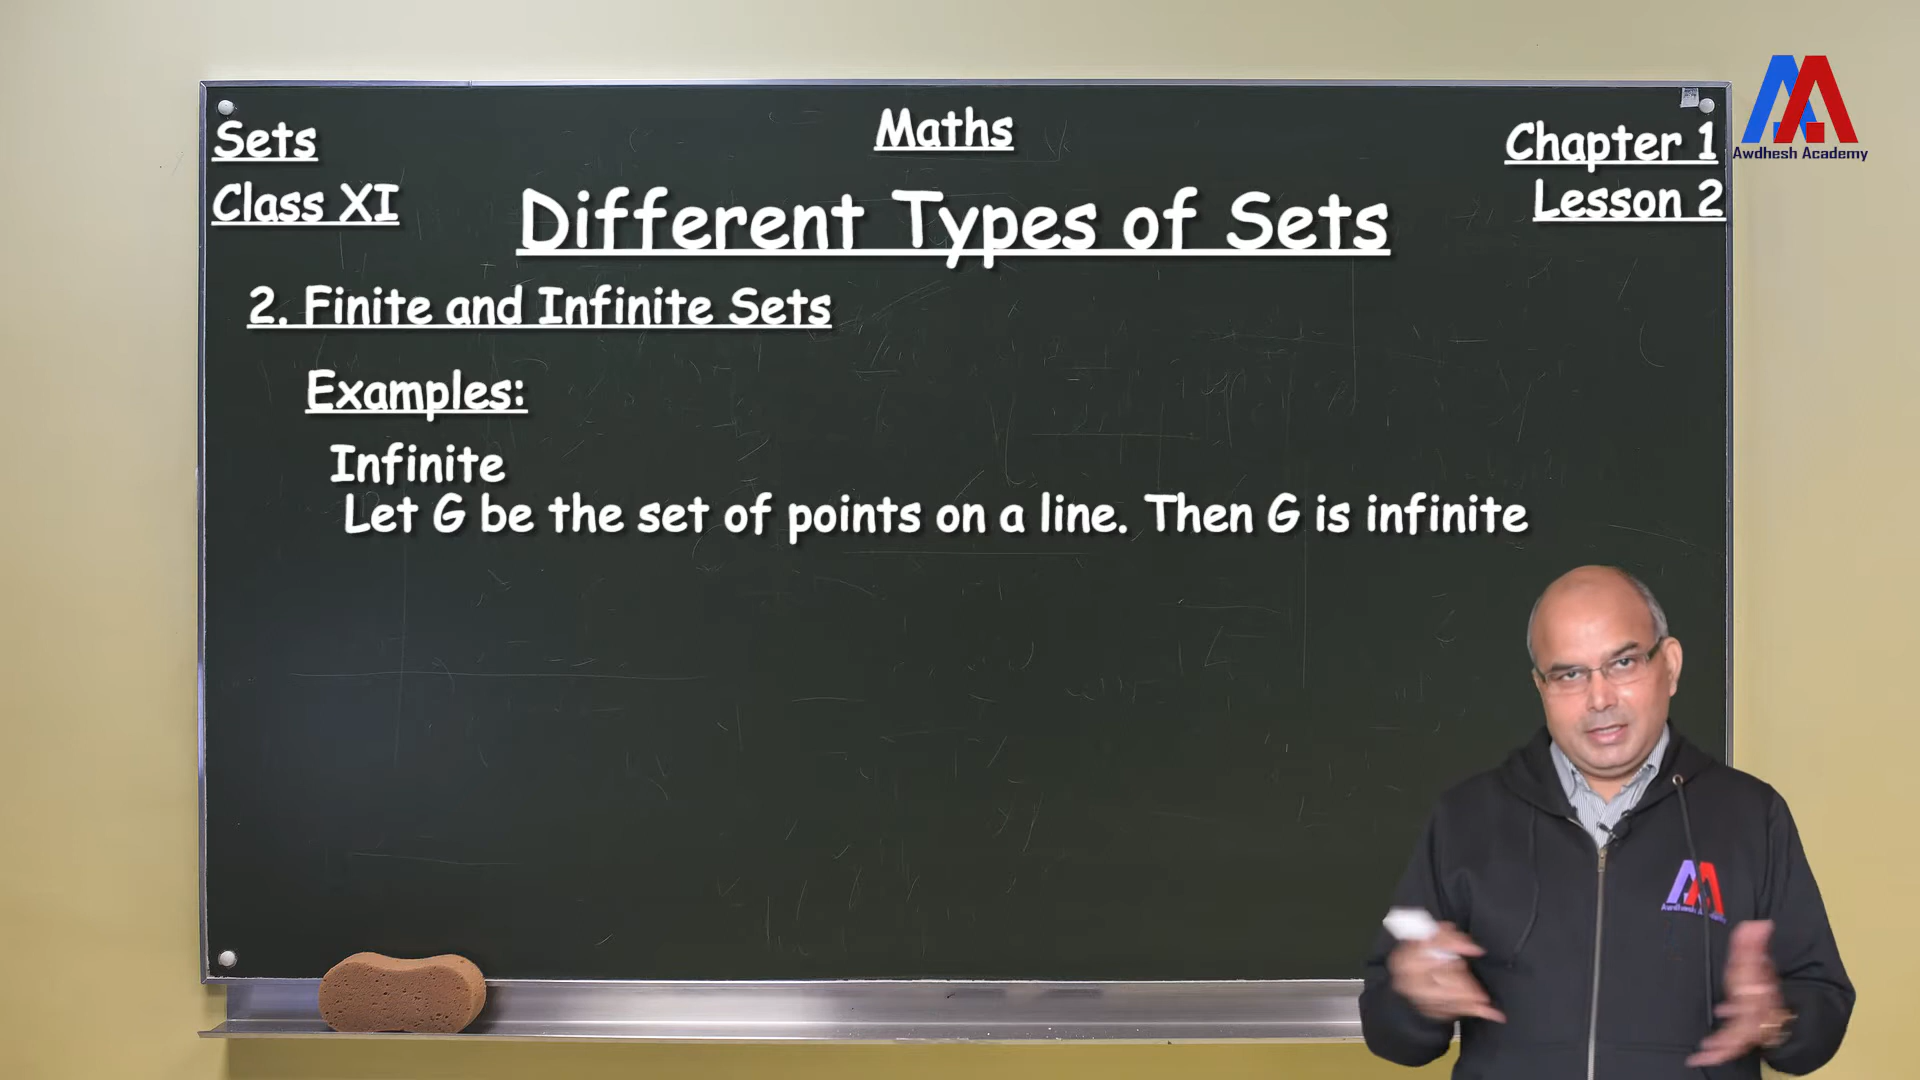 Sets
Maths
Chapter 1
Awdhesh Academy
Class XI
Lesson 2
Different Types of Sets
2. Finite and Infinite Sets
Examples:
Infinite
Let G be the set of points on a line. Then G is infinite